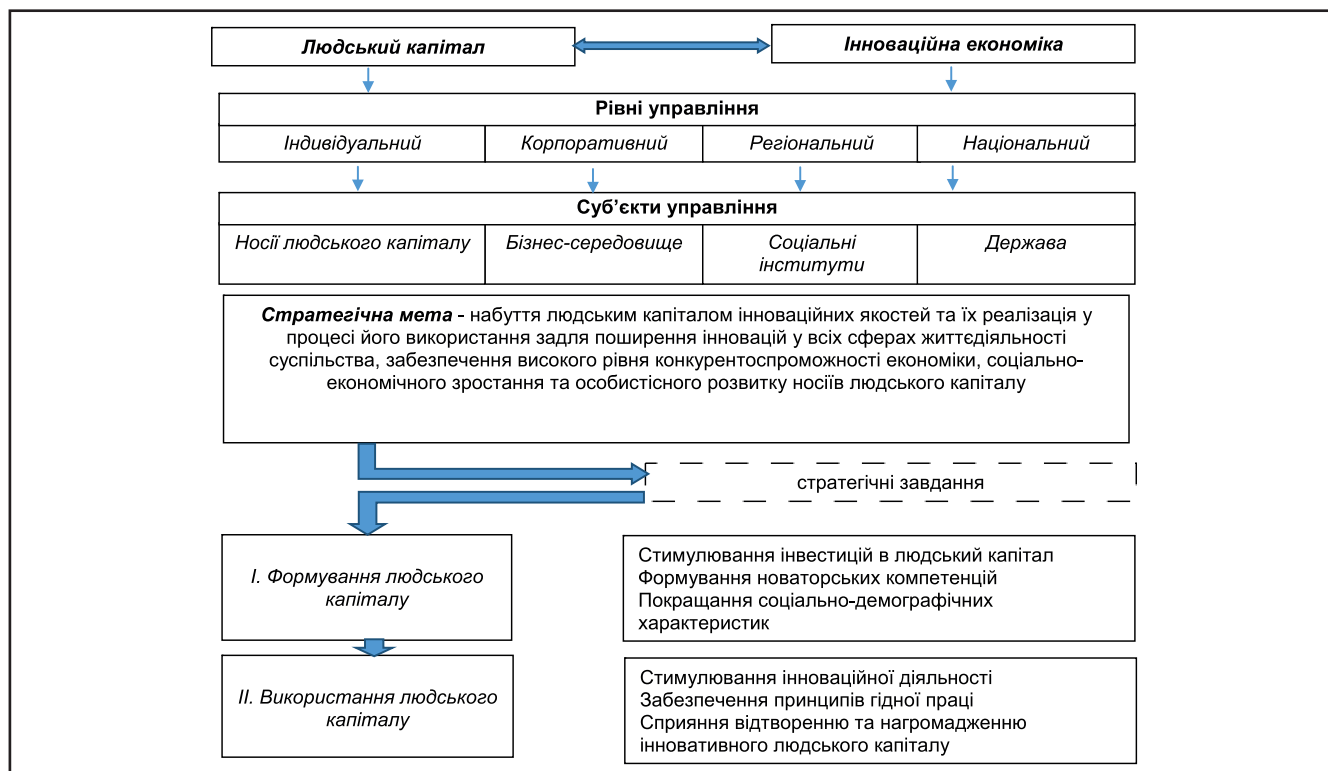 Людський капітал
Інноваційна економіка
Рівні управління
Індивідуальний
Корпоративний
Регіональний
Національний
Суб’єкти управління
Носії людського капіталу
Бізнес-середовище
Соціальні
інститути
Держава
Стратегічна мета - набуття людським капіталом інноваційних якостей та їх реалізація у
процесі його використання задля поширення інновацій у всіх сферах життєдіяльності
суспільства, забезпечення високого рівня конкурентоспроможності економіки, соціально-
економічного зростання та особистісного розвитку носіїв людського капіталу
стратегічні завдання
І. Формування людського
капіталу
Стимулювання інвестицій в людський капітал
Формування новаторських компетенцій
Покращання соціально-демографічних
характеристик
ІІ. Використання людського
капіталу
Стимулювання інноваційної діяльності
Забезпечення принципів гідної праці
Сприяння відтворенню та нагромадженню
інновативного людського капіталу